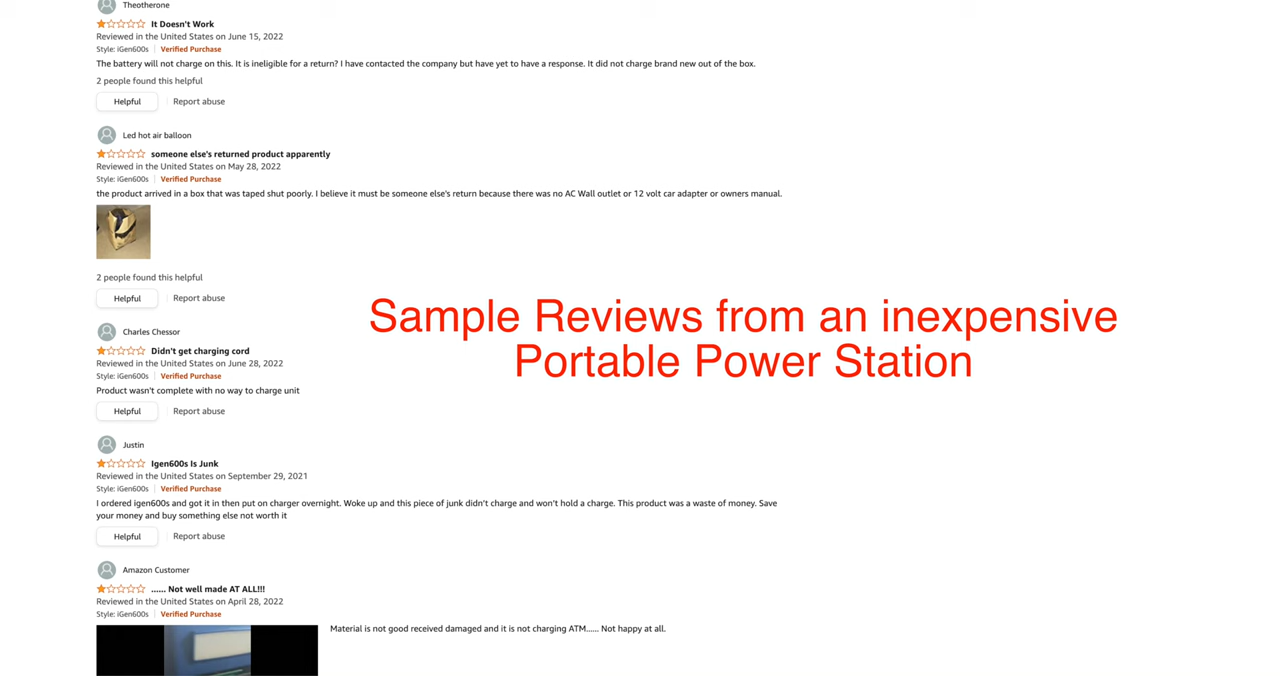 Theotherone
It Doesn't Work
Reviewed in the United States on June 15, 2022
Style: iGen600s | Verified Purchase
The battery will not charge on this. It is ineligible for a return? I have contacted the company but have yet to have a response. It did not charge brand new out of the box.
2 people found this helpful
Helpful | Report abuse
Led hot air balloon
someone else's returned product apparently
Reviewed in the United States on May 28, 2022
Style: iGen600s | Verified Purchase
the product arrived in a box that was taped shut poorly. I believe it must be someone else's return because there was no AC Wall outlet or 12 volt car adapter or owners manual.
2 people found this helpful
Helpful | Report abuse
Sample Reviews from an inexpensive
Portable Power Station
Charles Chessor
Didn't get charging cord
Reviewed in the United States on June 28, 2022
Style: iGen600s | Verified Purchase
Product wasn't complete with no way to charge unit
Helpful | Report abuse
Justin
Igen600s Is Junk
Reviewed in the United States on September 29, 2021
Style: iGen600s | Verified Purchase
I ordered igen600s and got it in then put on charger overnight. Woke up and this piece of junk didn't charge and won't hold a charge. This product was a waste of money. Save
your money and buy something else not worth it
Helpful | Report abuse
Amazon Customer
...... Not well made AT ALL!!!
Reviewed in the United States on April 28, 2022
Style: iGen600s | Verified Purchase
Material is not good received damaged and it is not charging ATM...... Not happy at all.